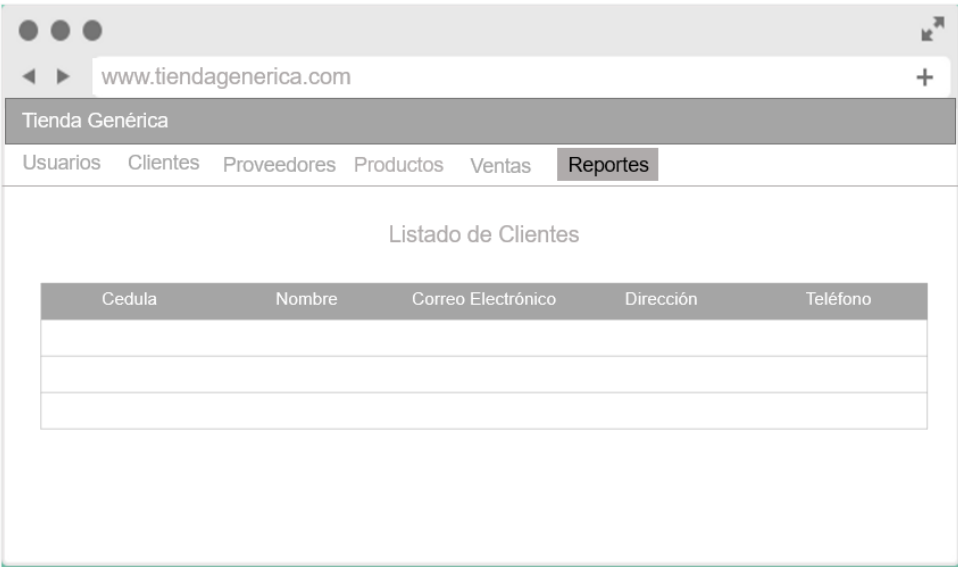 www.tiendagenerica.com
Tienda Genérica
Usuarios Clientes Proveedores Productos Ventas Reportes
Listado de Clientes
Cedula Nombre Correo Electrónico Dirección Teléfono